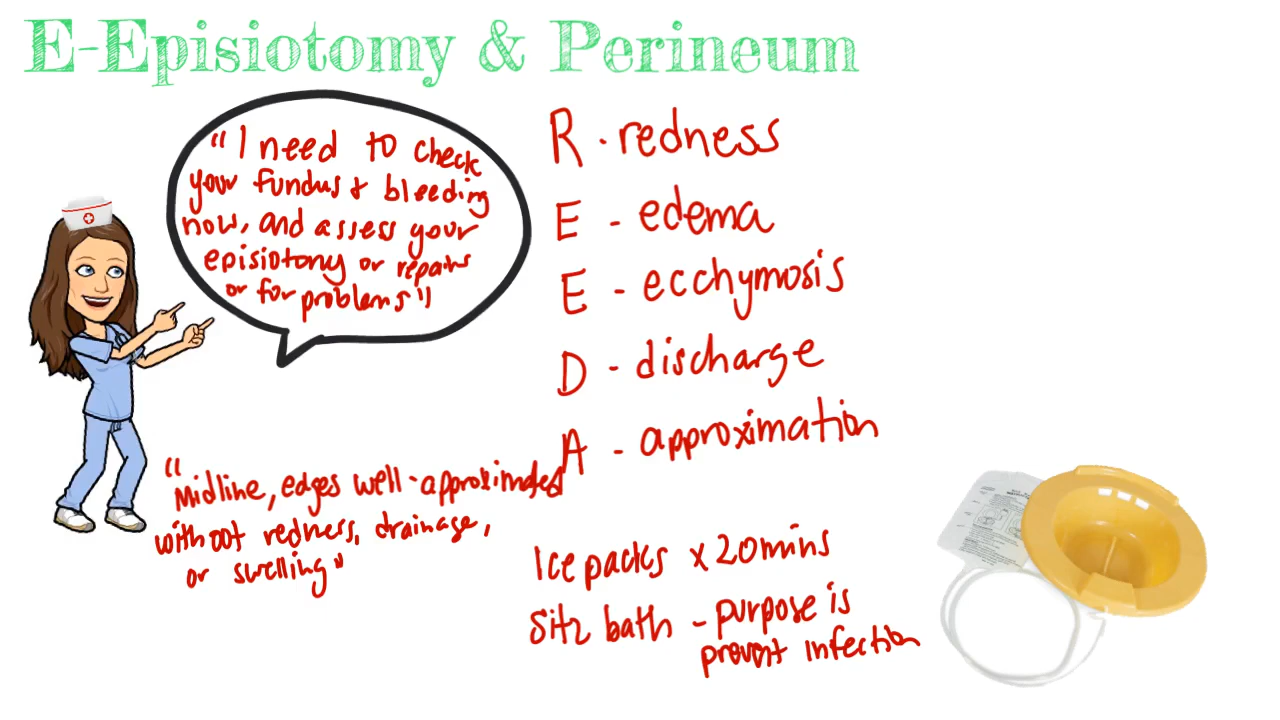 E-Episiotomy & Perineum
"I need to check
your fundus & bleeding
now, and assess your
episiotomy or repairs
or for problems"
R - redness
E - edema
E - ecchymosis
D - discharge
A - approximation
"
Midline, edges well-approximated
without redness, drainage,
or swelling"
Ice packs x 20mins
Sitz bath - purpose is
prevent infection